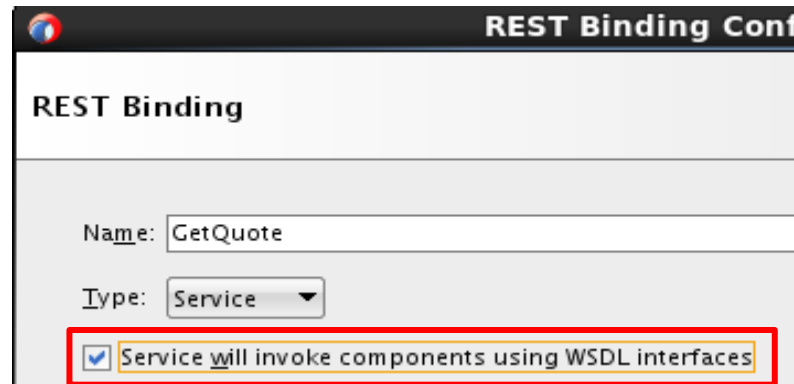 REST Binding Conf
REST Binding
Name: GetQuote
Type: Service
Service will invoke components using WSDL interfaces